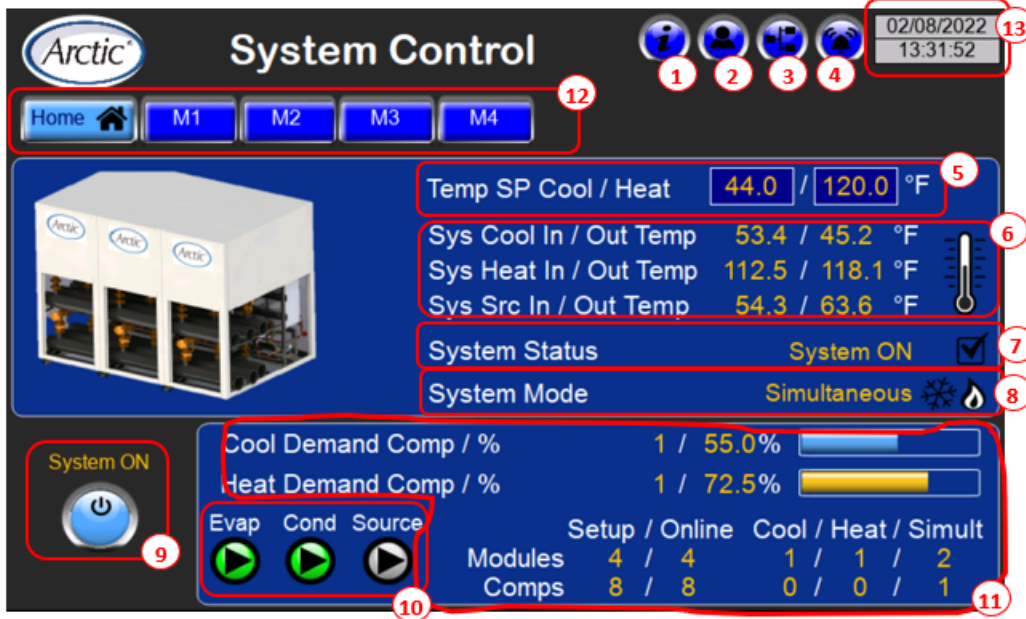 Arctic
System Control
02/08/2022
13:31:52
13
1
2
3
4
12
Home
M1
M2
M3
M4
5
Temp SP Cool / Heat 44.0 / 120.0 °F
6
Sys Cool In / Out Temp 53.4 / 45.2 °F
Sys Heat In / Out Temp 112.5 / 118.1 °F
Sys Src In / Out Temp 54.3 / 63.6 °F
Arctic
Arctic
Arctic
System Status System ON
7
System Mode Simultaneous
8
System ON
9
Cool Demand Comp / % 1 / 55.0%
Heat Demand Comp / % 1 / 72.5%
Evap Cond Source
10
Setup / Online Cool / Heat / Simult
Modules 4 / 4 1 / 1 / 2
Comps 8 / 8 0 / 0 / 1
11